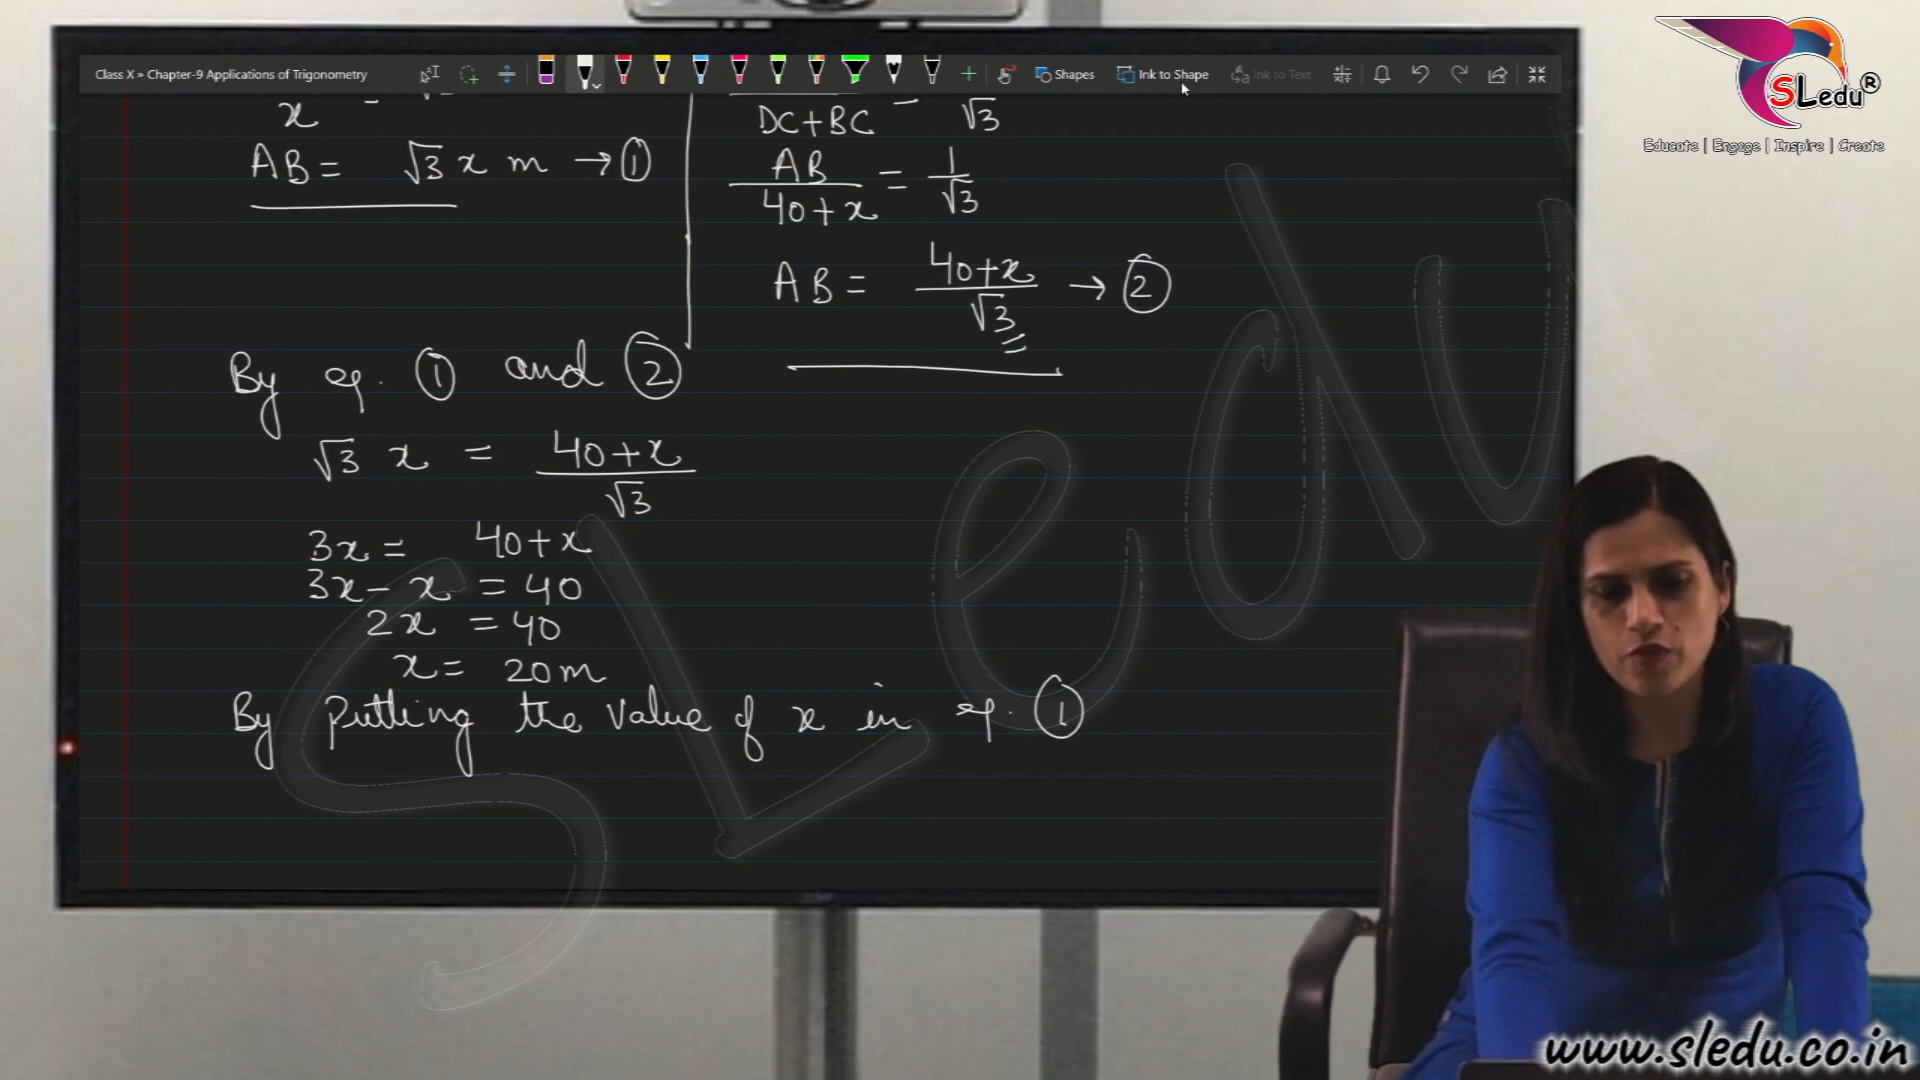 Class X » Chapter-9 Applications of Trigonometry
Shapes
Ink to Shape
Ink to Text
SLedu®
Educate | Engage | Inspire | Create
x
AB = √3 x m → ①
DC+BC √3
AB/40+x = 1/√3
AB = 40+x/√3 → ②
By eq. ① and ②
√3 x = 40+x/√3
3x = 40+x
3x - x = 40
2x = 40
x = 20m
By putting the value of x in eq. ①
SLedu
www.sledu.co.in